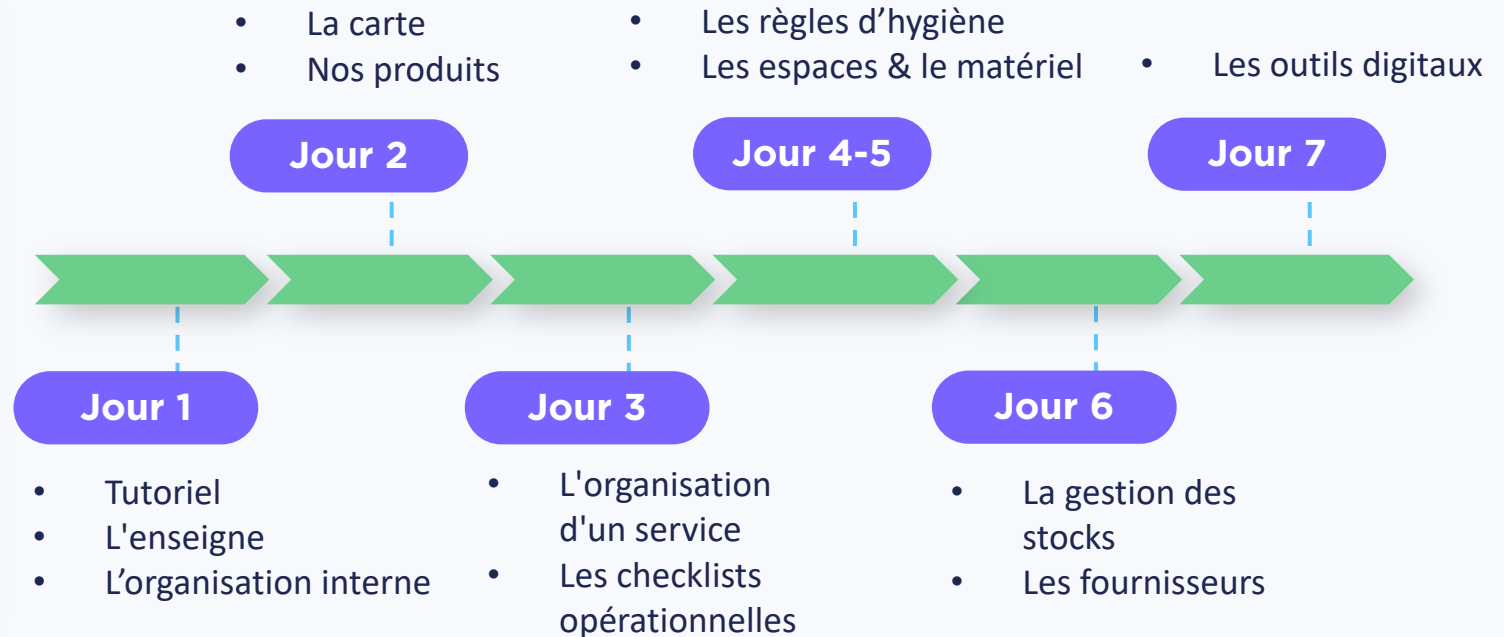 • La carte
• Nos produits
Jour 2
• Les règles d’hygiène
• Les espaces & le matériel
Jour 4-5
• Les outils digitaux
Jour 7
Jour 1
• Tutoriel
• L'enseigne
• L’organisation interne
Jour 3
• L'organisation
d'un service
• Les checklists
opérationnelles
Jour 6
• La gestion des
stocks
• Les fournisseurs